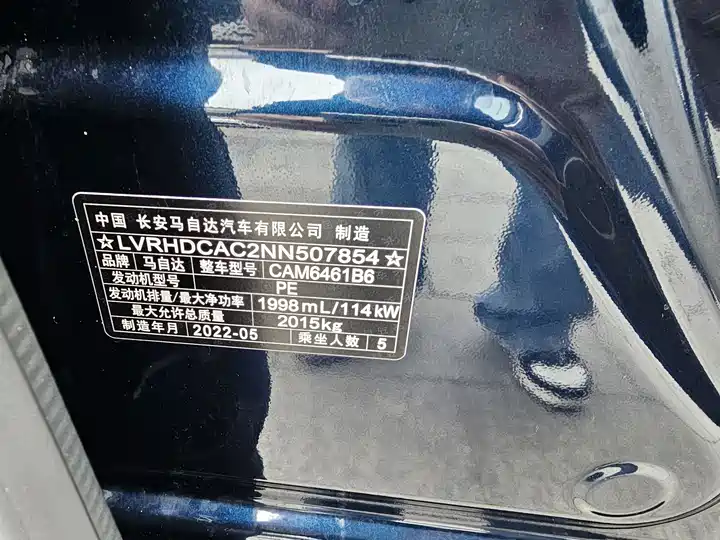 中国 长安马自达汽车有限公司 制造
☆LVRHDCAC2NN507854☆
品牌 马自达 整车型号 CAM6461B6
发动机型号 PE
发动机排量/最大净功率 1998mL/114kW
最大允许总质量 2015kg
制造年月 2022-05 乘坐人数 5